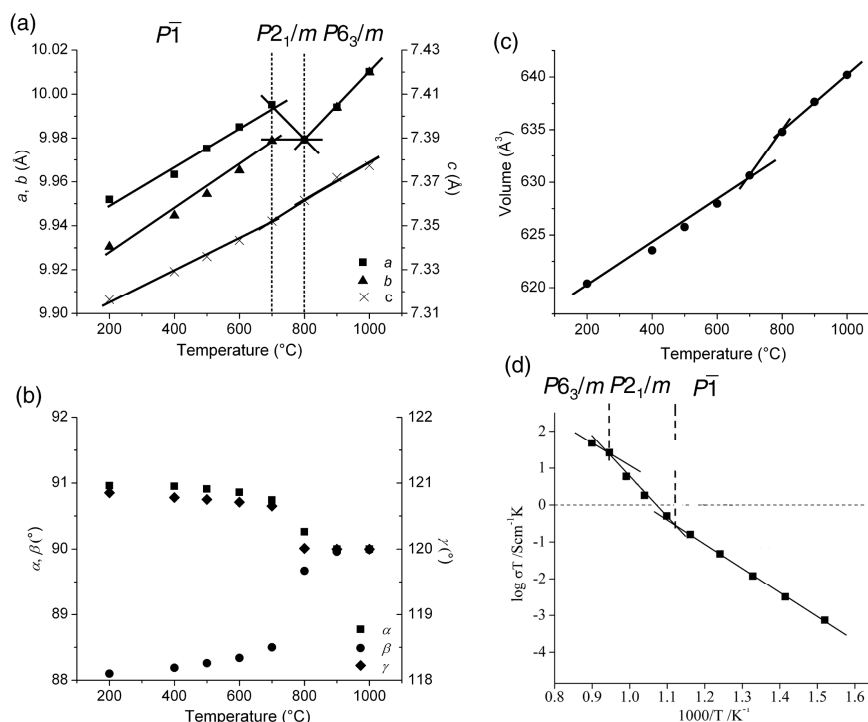 (a)
P1̅ P2₁/m P6₃/m
10.02
10.00
9.98
9.96
9.94
9.92
9.90
a, b (Å)
7.43
7.41
7.39
7.37
7.35
7.33
7.31
c (Å)
a
b
c
200 400 600 800 1000
Temperature (°C)
(b)
92
91
90
89
88
α, β (°)
122
121
120
119
118
γ (°)
α
β
γ
200 400 600 800 1000
Temperature (°C)
(c)
640
635
630
625
620
Volume (Å³)
200 400 600 800 1000
Temperature (°C)
(d)
P6₃/m P2₁/m P1̅
2
1
0
-1
-2
-3
-4
log σT /Scm⁻¹K
0.8 0.9 1.0 1.1 1.2 1.3 1.4 1.5 1.6
1000/T /K⁻¹